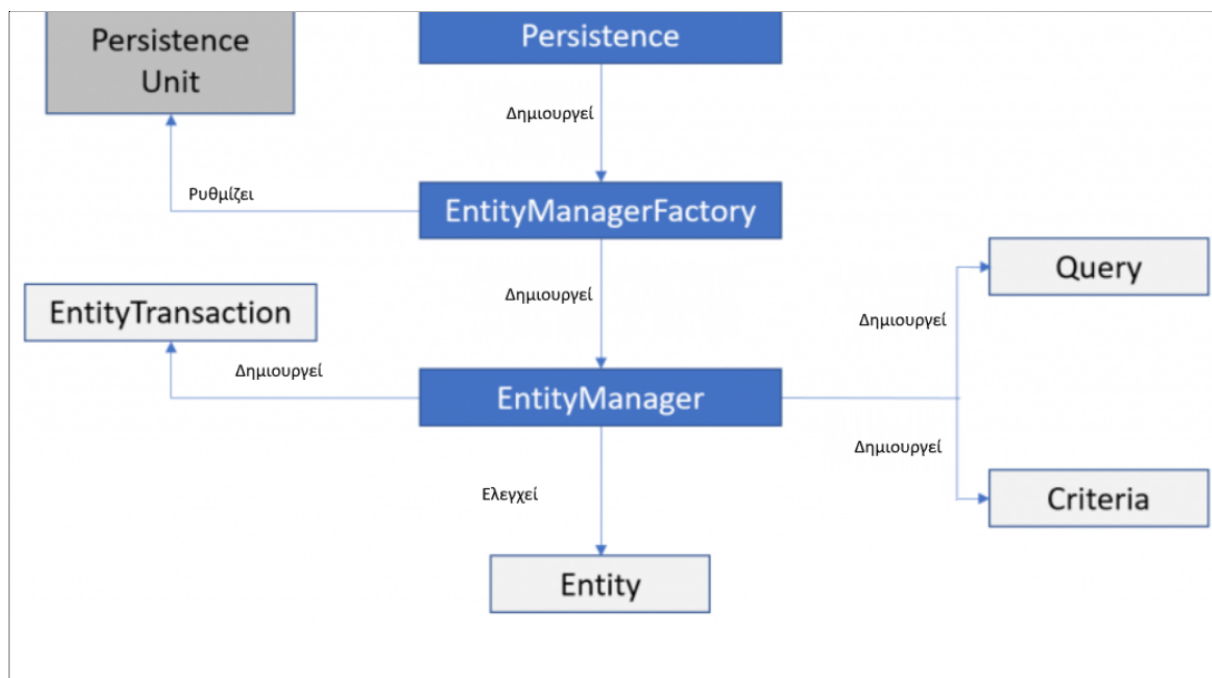 Persistence
Unit
Persistence
Δημιουργεί
Ρυθμίζει
EntityManagerFactory
Δημιουργεί
Query
EntityTransaction
Δημιουργεί
Δημιουργεί
EntityManager
Δημιουργεί
Ελεγχεί
Criteria
Entity